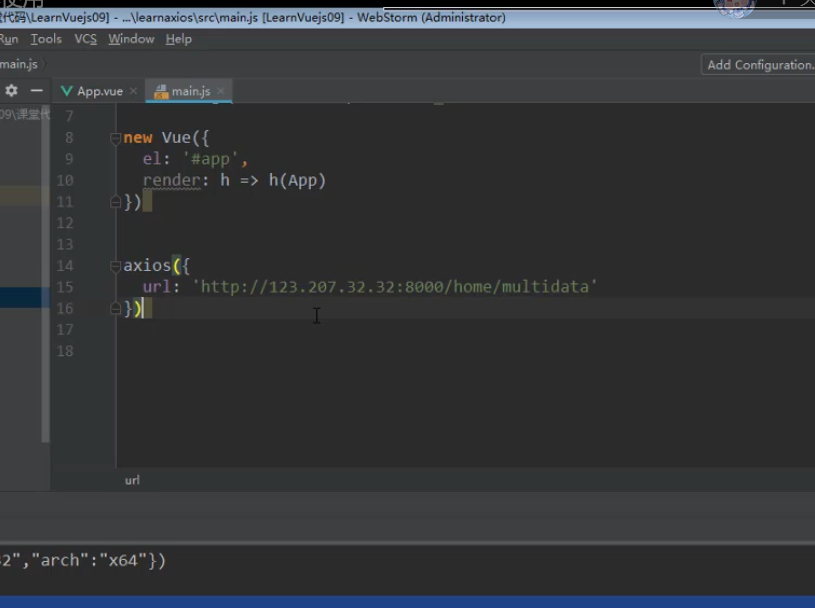 使用
代码\LearnVuejs09] - ...\learnaxios\src\main.js [LearnVuejs09] - WebStorm (Administrator)
Run Tools VCS Window Help
main.js
Add Configuration.
App.vue × main.js ×
09\课堂代
7
8 new Vue({
9 el: '#app',
10 render: h => h(App)
11 })
12
13
14 axios({
15 url: 'http://123.207.32.32:8000/home/multidata'
16 })
17
18
url
32","arch":"x64"})